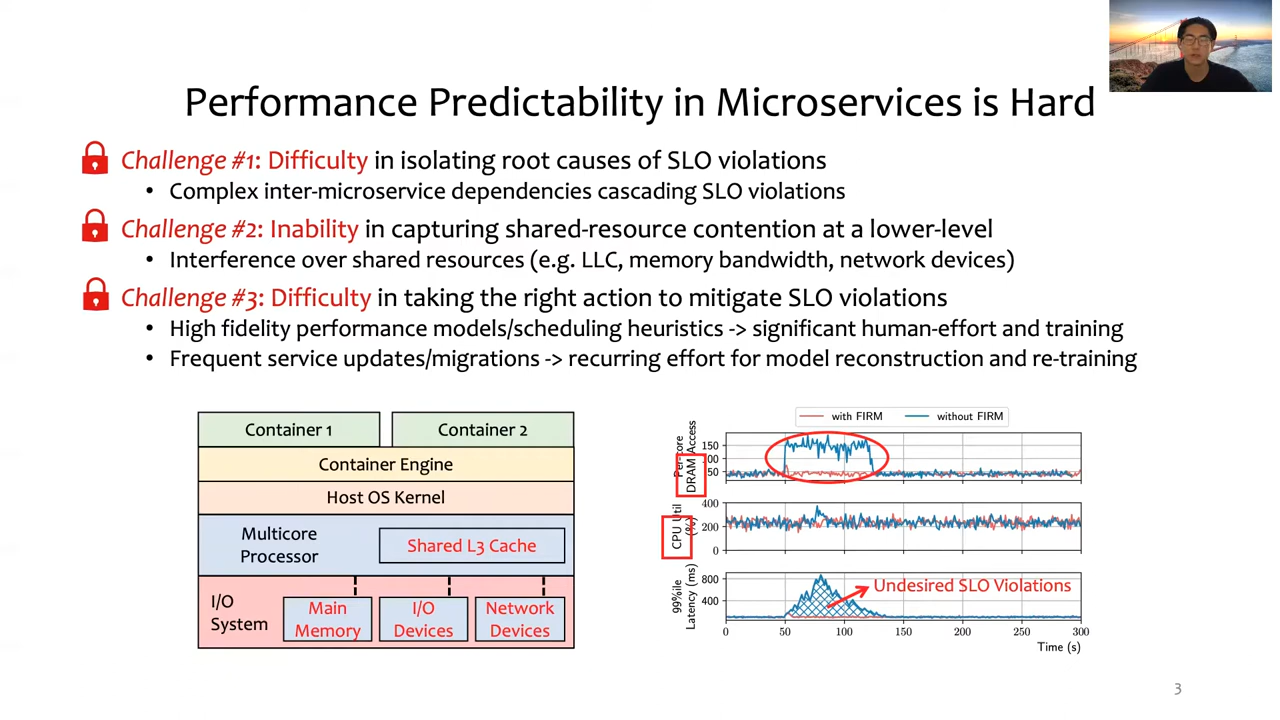 Performance Predictability in Microservices is Hard
Challenge #1: Difficulty in isolating root causes of SLO violations
• Complex inter-microservice dependencies cascading SLO violations
Challenge #2: Inability in capturing shared-resource contention at a lower-level
• Interference over shared resources (e.g. LLC, memory bandwidth, network devices)
Challenge #3: Difficulty in taking the right action to mitigate SLO violations
• High fidelity performance models/scheduling heuristics -> significant human-effort and training
• Frequent service updates/migrations -> recurring effort for model reconstruction and re-training
Container 1
Container 2
Container Engine
Host OS Kernel
Multicore
Processor
Shared L3 Cache
I/O
System
Main
Memory
I/O
Devices
Network
Devices
with FIRM
without FIRM
Per-core
DRAM Access
150
100
50
CPU Util
(%)
400
200
0
99%ile
Latency (ms)
800
400
Undesired SLO Violations
0 50 100 150 200 250 300
Time (s)
3